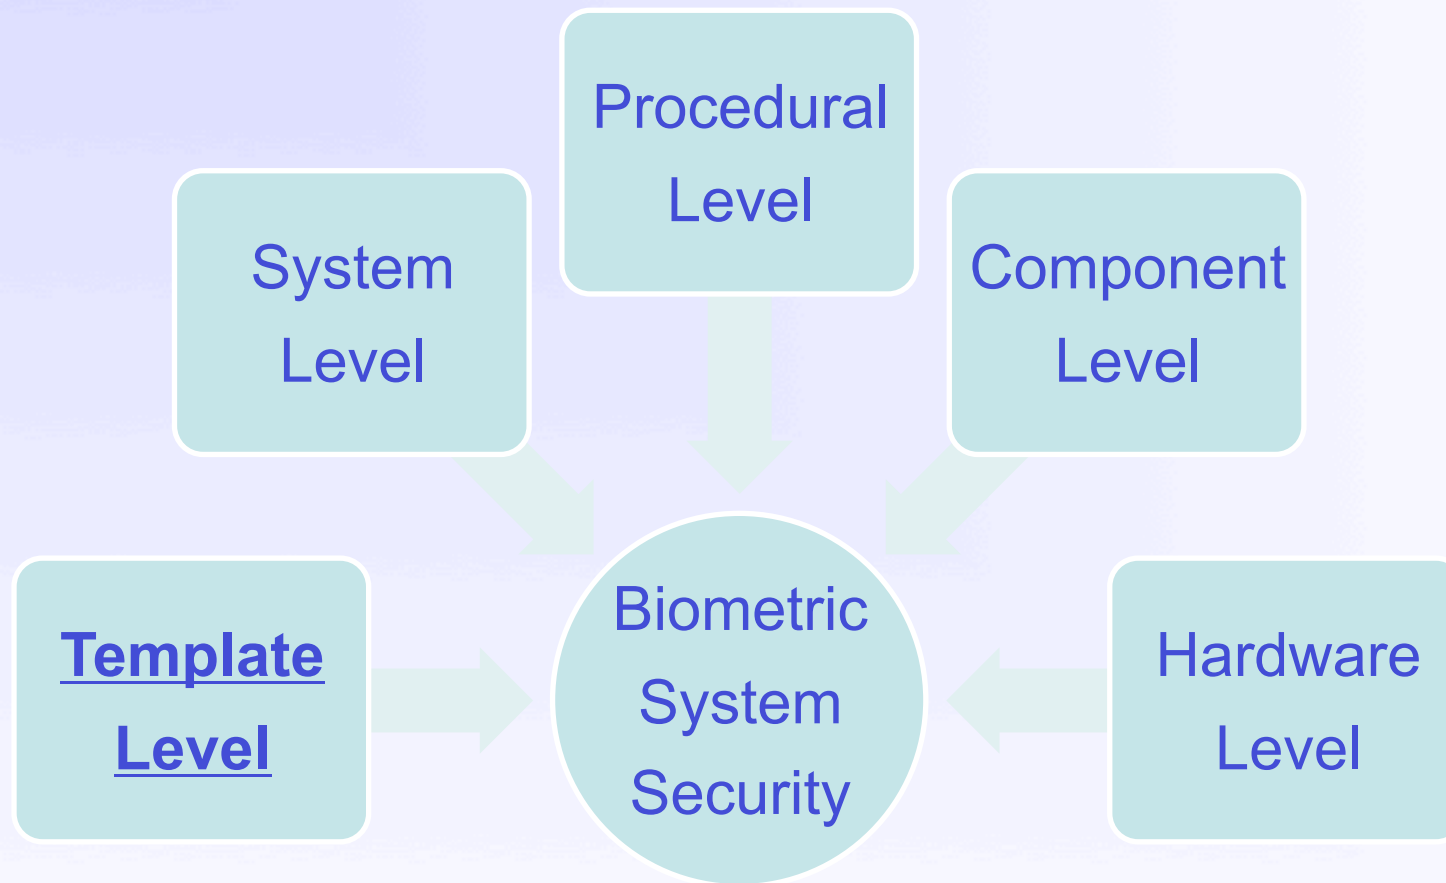 Procedural
Level
System
Level
Component
Level
Template
Level
Biometric
System
Security
Hardware
Level